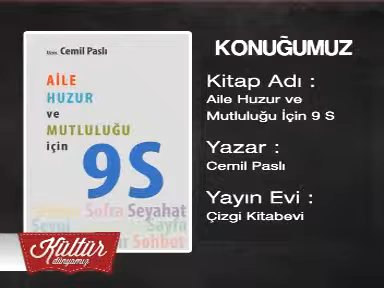 Cemil Paslı
AİLE
HUZUR
ve
MUTLULUĞU
için
9S
Sofra Seyahat
Sevgi Sayfa
Sohbet
KONUĞUMUZ
Kitap Adı :
Aile Huzur ve
Mutluluğu İçin 9 S
Yazar :
Cemil Paslı
Yayın Evi :
Çizgi Kitabevi
Kültür
dünyamız